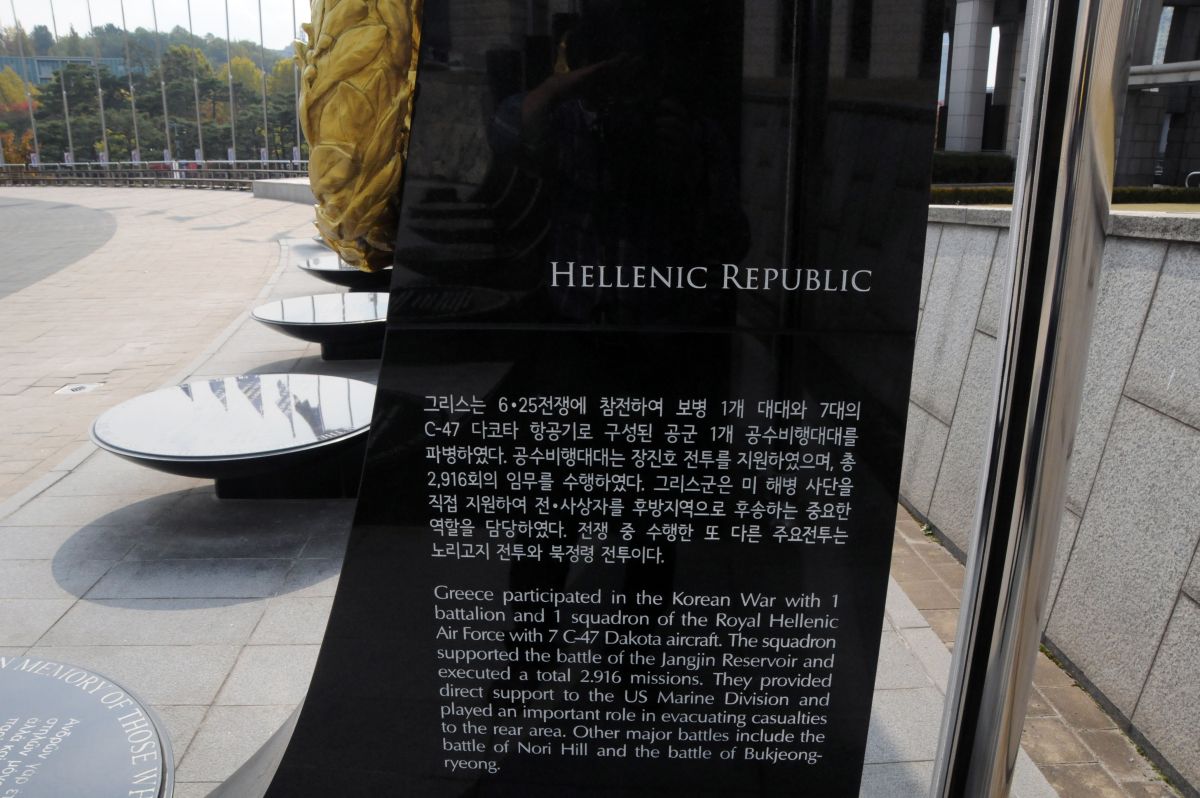 HELLENIC REPUBLIC
그리스는 6•25전쟁에 참전하여 보병 1개 대대와 7대의
C-47 다코타 항공기로 구성된 공군 1개 공수비행대대를
파병하였다. 공수비행대대는 장진호 전투를 지원하였으며, 총
2,916회의 임무를 수행하였다. 그리스군은 미 해병 사단을
직접 지원하여 전•사상자를 후방지역으로 후송하는 중요한
역할을 담당하였다. 전쟁 중 수행한 또 다른 주요전투는
노리고지 전투와 북정령 전투이다.
Greece participated in the Korean War with 1
battalion and 1 squadron of the Royal Hellenic
Air Force with 7 C-47 Dakota aircraft. The squadron
supported the battle of the Jangjin Reservoir and
executed a total 2.916 missions. They provided
direct support to the US Marine Division and
played an important role in evacuating casualties
to the rear area. Other major battles include the
battle of Nori Hill and the battle of Bukjeong-
ryeong.
N MEMORY OF THOSE W